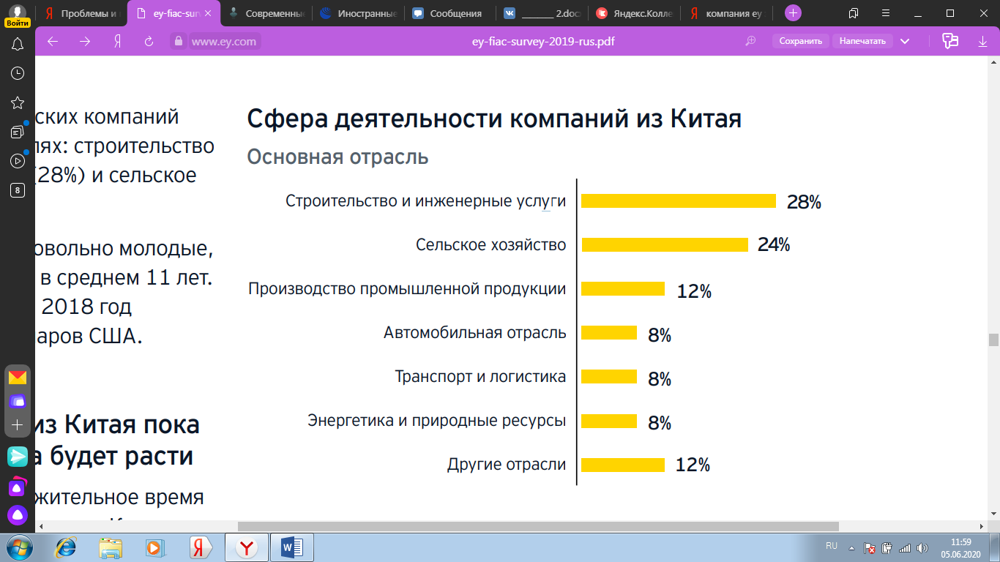 Войти
Проблемы и
ey-fiac-sur
Современные
Иностранные
Сообщения
______ 2.doc
Яндекс.Колле
компания ey
www.ey.com
ey-fiac-survey-2019-rus.pdf
Сохранить
Напечатать
8
ских компаний
лях: строительство
(28%) и сельское
овольно молодые,
в среднем 11 лет.
2018 год
аров США.
из Китая пока
а будет расти
жительное время
Сфера деятельности компаний из Китая
Основная отрасль
Строительство и инженерные услуги 28%
Сельское хозяйство 24%
Производство промышленной продукции 12%
Автомобильная отрасль 8%
Транспорт и логистика 8%
Энергетика и природные ресурсы 8%
Другие отрасли 12%
RU
11:59
05.06.2020